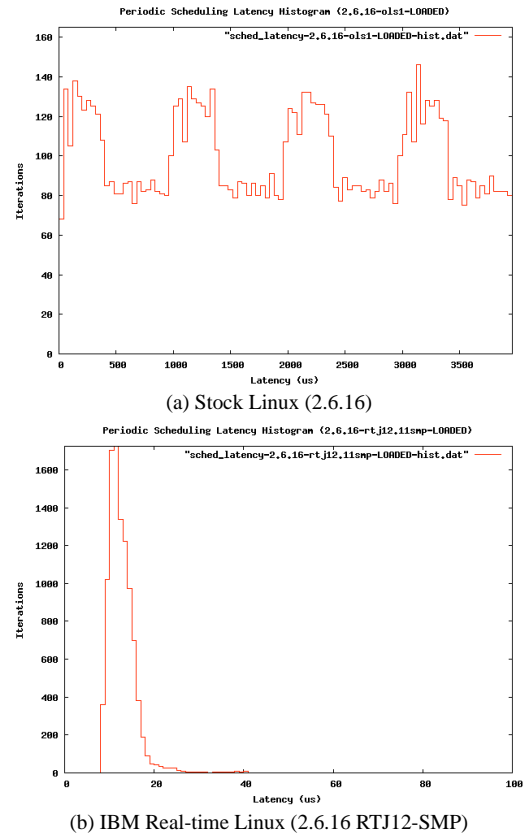 Periodic Scheduling Latency Histogram (2.6.16-ols1-LOADED)
"sched_latency-2.6.16-ols1-LOADED-hist.dat"
160
140
120
100
80
60
40
20
0
Iterations
0 500 1000 1500 2000 2500 3000 3500
Latency (us)
(a) Stock Linux (2.6.16)
Periodic Scheduling Latency Histogram (2.6.16-rtj12.11smp-LOADED)
"sched_latency-2.6.16-rtj12.11smp-LOADED-hist.dat"
1600
1400
1200
1000
800
600
400
200
0
Iterations
0 20 40 60 80 100
Latency (us)
(b) IBM Real-time Linux (2.6.16 RTJ12-SMP)